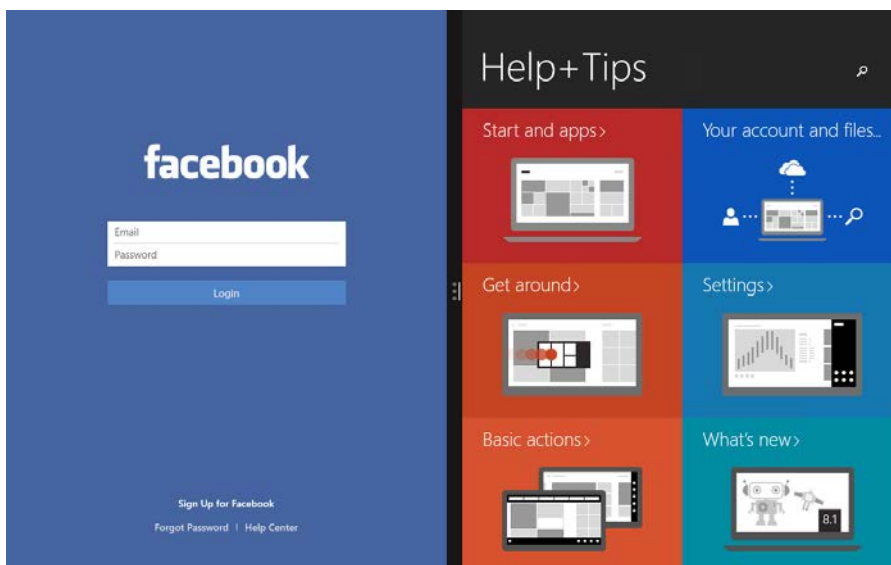 facebook
Email
Password
Login
Sign Up for Facebook
Forgot Password | Help Center
Help+Tips
Start and apps>
Your account and files...
Get around>
Settings>
Basic actions>
What's new>
8.1